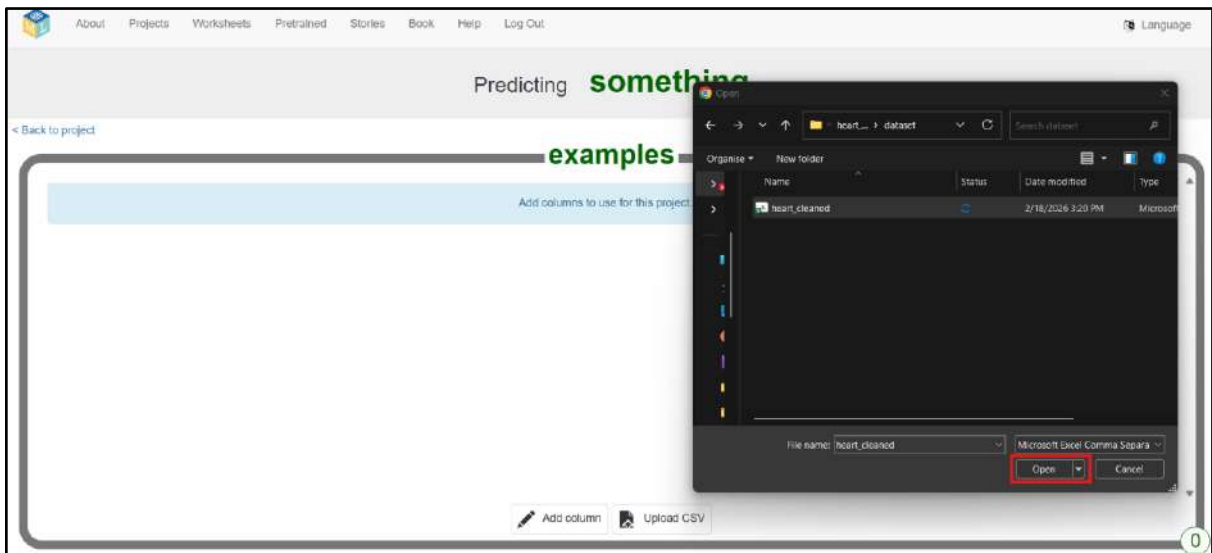 About Projects Worksheets Pretrained Stories Book Help Log Out Language
Predicting something
< Back to project
examples
Add columns to use for this project.
Add column Upload CSV
0
Open
heart_... > dataset Search dataset
Organise New folder
Name Status Date modified Type
heart_cleaned 2/18/2026 3:20 PM Microsoft
File name: heart_cleaned Microsoft Excel Comma Separa
Open Cancel